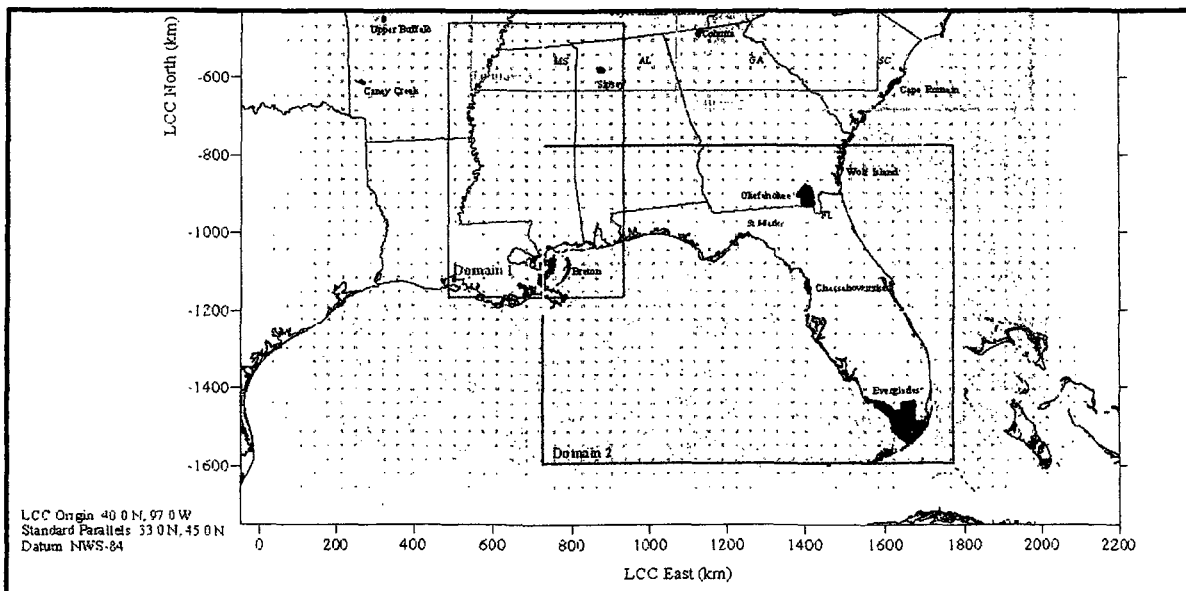 LCC North (km)
-600
-800
-1000
-1200
-1400
-1600
Upper Buffalo
Caney Creek
MS
AL
GA
SC
Sipsey
Cohutta
Cape Romain
Wolf Island
Okefenokee
FL
St Marks
Domain 1
Breton
Chassahowitzka
Everglades
Domain 2
LCC Origin 40 0 N, 97 0 W
Standard Parallels 33 0 N, 45 0 N
Datum NWS-84
0 200 400 600 800 1000 1200 1400 1600 1800 2000 2200
LCC East (km)